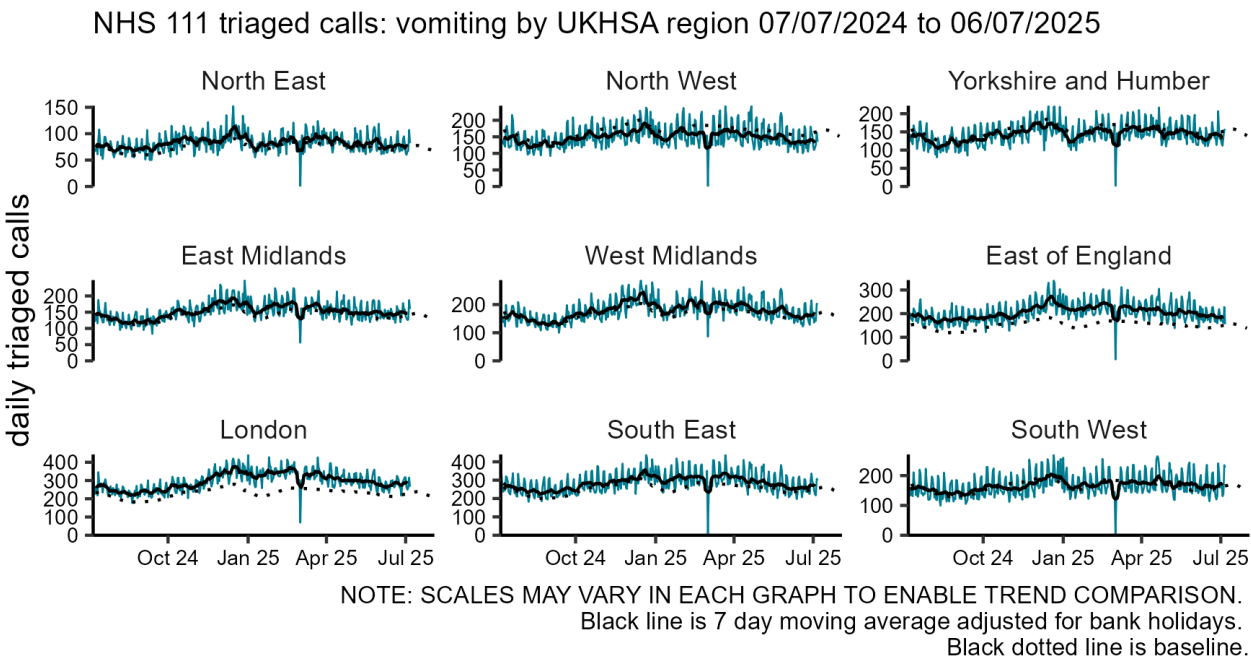 NHS 111 triaged calls: vomiting by UKHSA region 07/07/2024 to 06/07/2025
daily triaged calls
North East
150
100
50
0
North West
200
150
100
50
0
Yorkshire and Humber
200
150
100
50
0
East Midlands
200
150
100
50
0
West Midlands
200
100
0
East of England
300
200
100
0
London
400
300
200
100
0
Oct 24 Jan 25 Apr 25 Jul 25
South East
400
300
200
100
0
Oct 24 Jan 25 Apr 25 Jul 25
South West
200
100
0
Oct 24 Jan 25 Apr 25 Jul 25
NOTE: SCALES MAY VARY IN EACH GRAPH TO ENABLE TREND COMPARISON.
Black line is 7 day moving average adjusted for bank holidays.
Black dotted line is baseline.